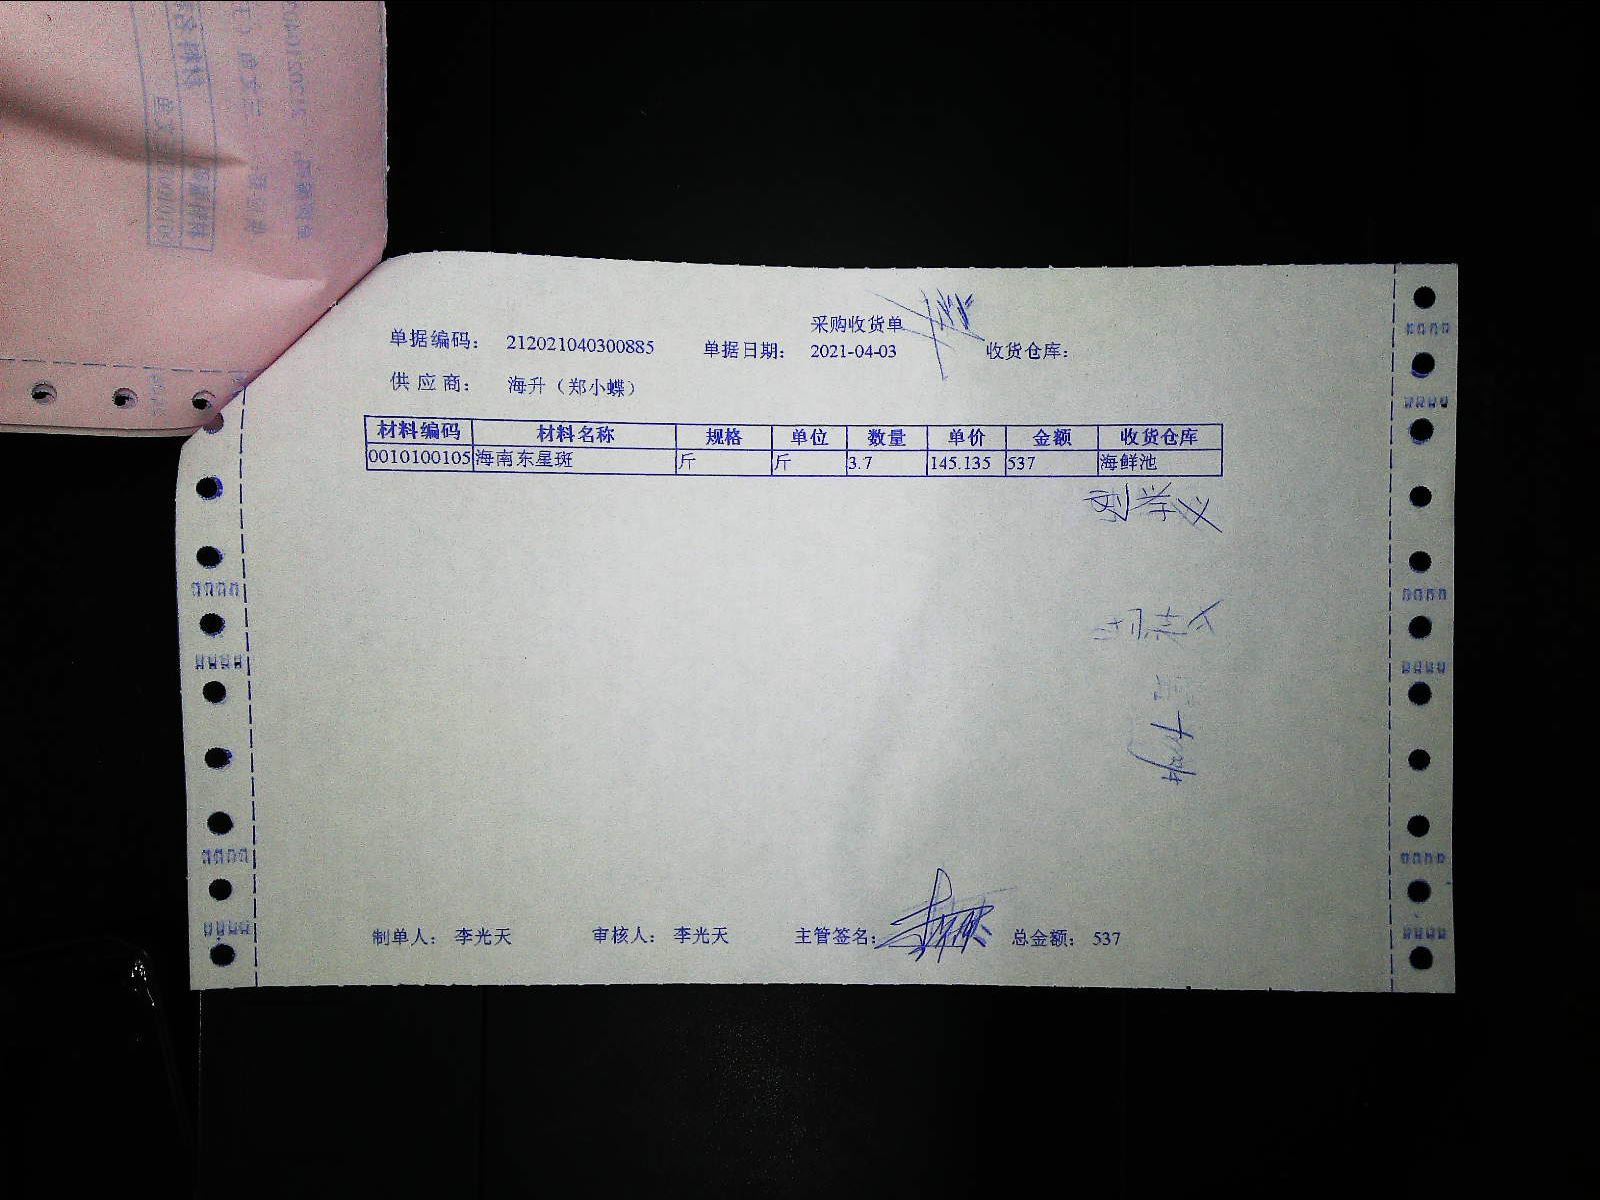 采购收货单
单据编码： 212021040300885 单据日期： 2021-04-03 收货仓库：
供 应 商： 海升（郑小蝶）
材料编码 材料名称 规格 单位 数量 单价 金额 收货仓库
0010100105 海南东星斑 斤 斤 3.7 145.135 537 海鲜池
刘学义
制单人： 李光天 审核人： 李光天 主管签名： 总金额： 537